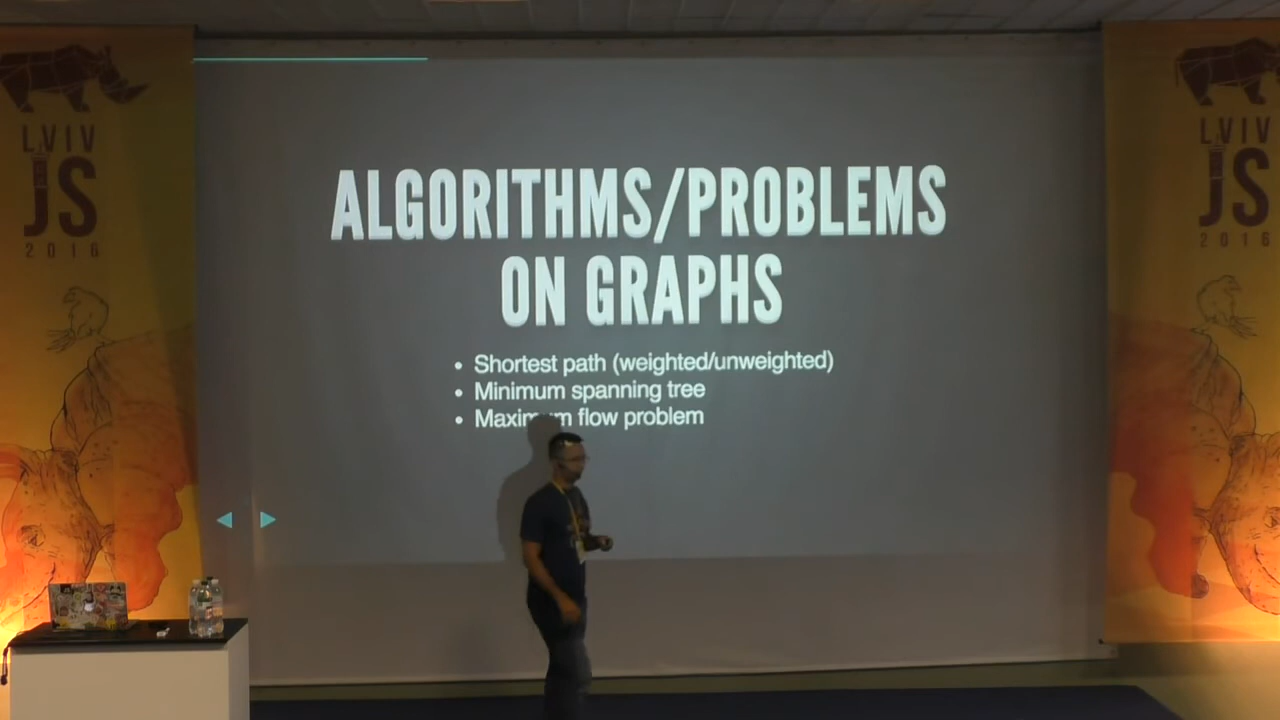 LVIV
JS
2016
ALGORITHMS/PROBLEMS
ON GRAPHS
• Shortest path (weighted/unweighted)
• Minimum spanning tree
• Maximum flow problem
LVIV
JS
2016